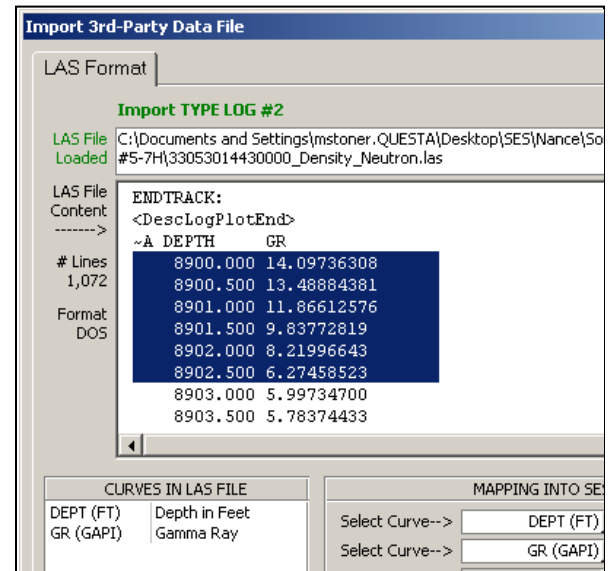 Import 3rd-Party Data File
LAS Format
Import TYPE LOG #2
LAS File Loaded
C:\Documents and Settings\mstoner.QUESTA\Desktop\SES\Nance\So
#5-7H\33053014430000_Density_Neutron.las
LAS File
Content
------->
# Lines
1,072
Format
DOS
ENDTRACK:
<DescLogPlotEnd>
~A DEPTH GR
8900.000 14.09736308
8900.500 13.48884381
8901.000 11.86612576
8901.500 9.83772819
8902.000 8.21996643
8902.500 6.27458523
8903.000 5.99734700
8903.500 5.78374433
CURVES IN LAS FILE
DEPT (FT) Depth in Feet
GR (GAPI) Gamma Ray
MAPPING INTO SE
Select Curve--> DEPT (FT)
Select Curve--> GR (GAPI)